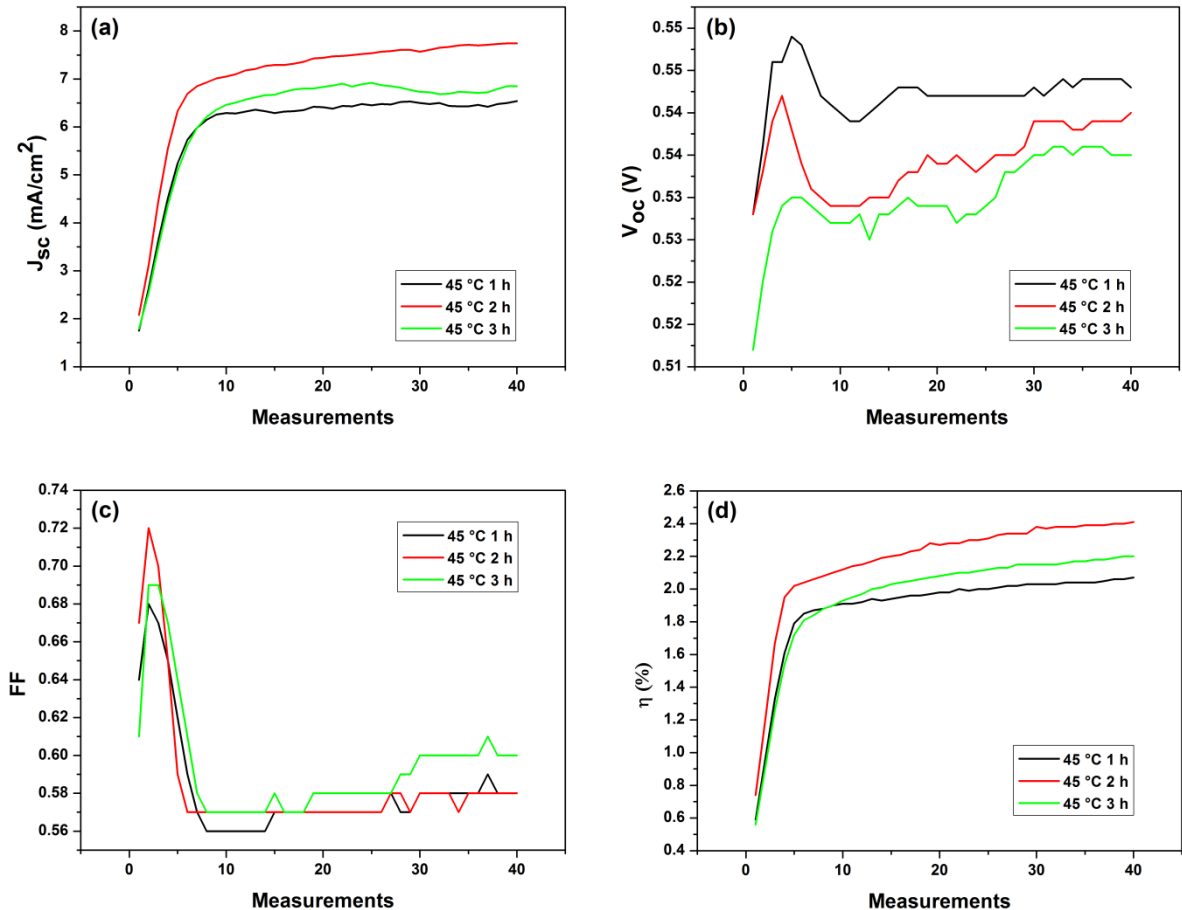 (a)
8
7
6
5
4
3
2
1
J_SC (mA/cm²)
45 °C 1 h
45 °C 2 h
45 °C 3 h
0 10 20 30 40
Measurements
(b)
0.55
0.55
0.54
0.54
0.53
0.53
0.52
0.52
0.51
V_OC (V)
45 °C 1 h
45 °C 2 h
45 °C 3 h
0 10 20 30 40
Measurements
(c)
0.74
0.72
0.70
0.68
0.66
0.64
0.62
0.60
0.58
0.56
FF
45 °C 1 h
45 °C 2 h
45 °C 3 h
0 10 20 30 40
Measurements
(d)
2.6
2.4
2.2
2.0
1.8
1.6
1.4
1.2
1.0
0.8
0.6
0.4
η (%)
45 °C 1 h
45 °C 2 h
45 °C 3 h
0 10 20 30 40
Measurements